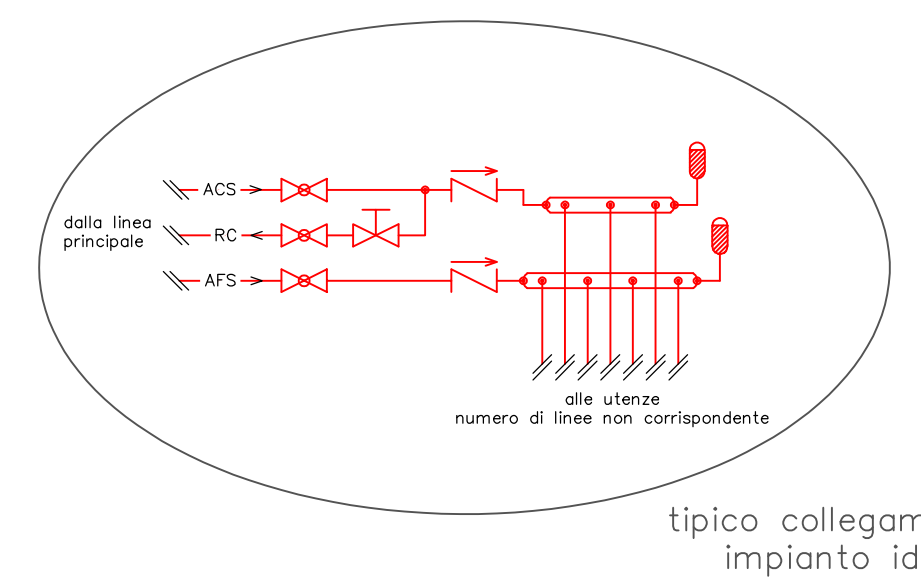 ACS
dalla linea
principale
RC
AFS
alle utenze
numero di linee non corrispondente
tipico collegam
impianto id